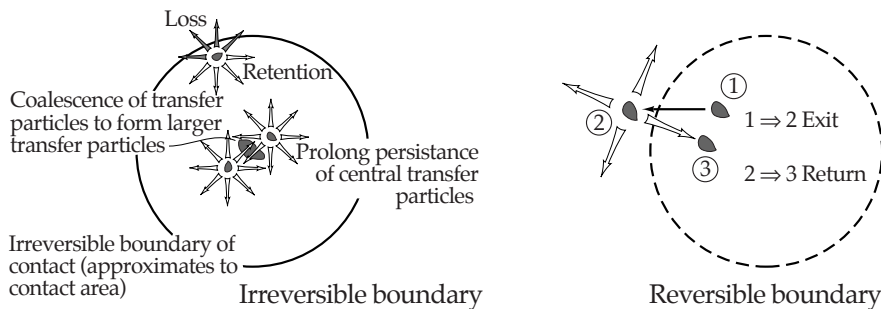 Loss
Retention
Coalescence of transfer
particles to form larger
transfer particles
Prolong persistance
of central transfer
particles
Irreversible boundary of
contact (approximates to
contact area)
Irreversible boundary
1
2
3
1 ⇒ 2 Exit
2 ⇒ 3 Return
Reversible boundary